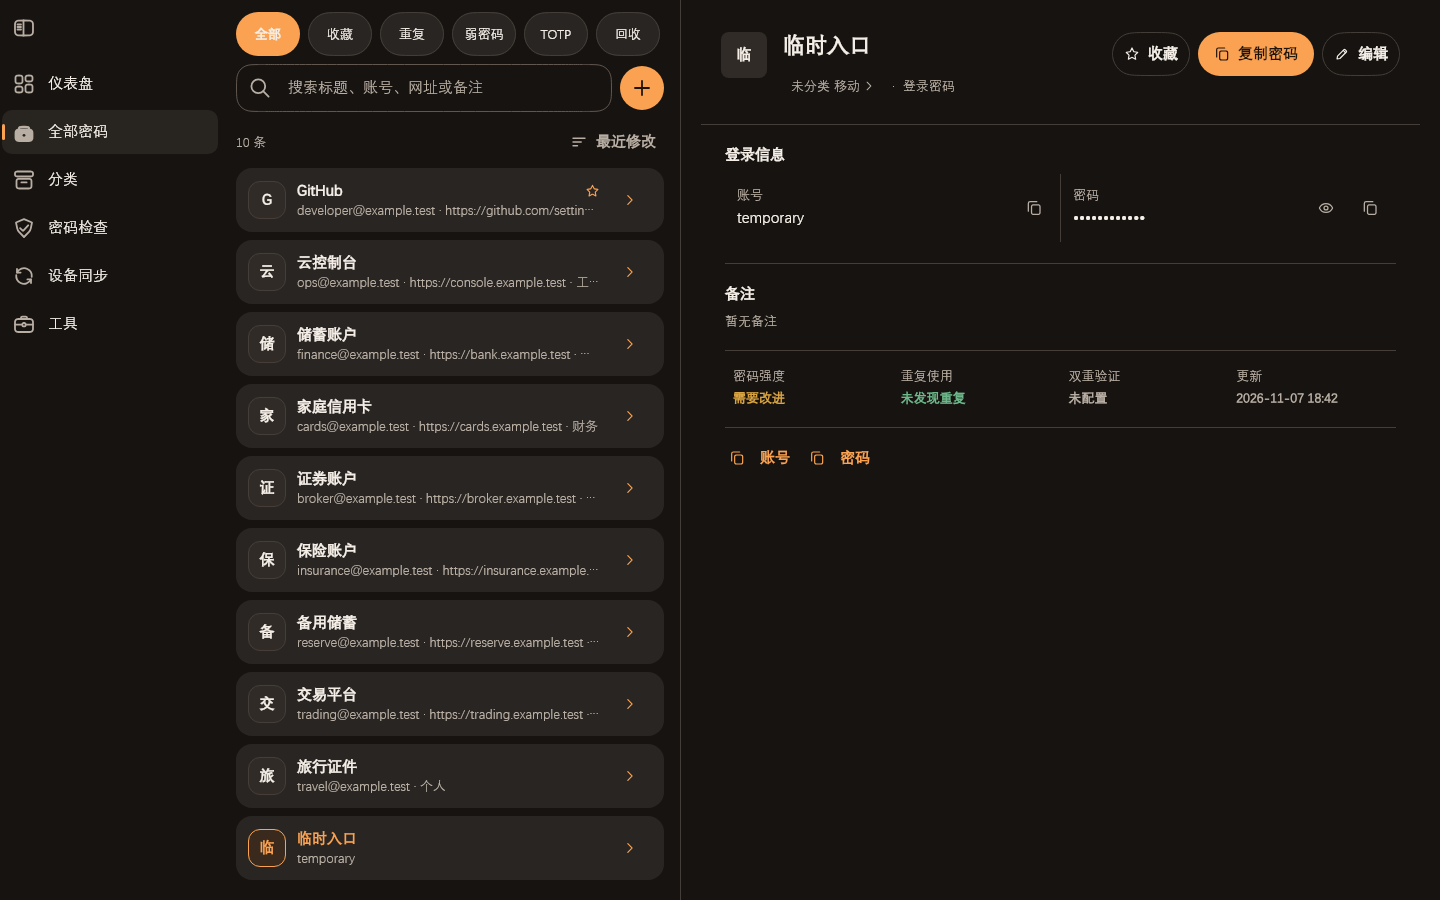 仪表盘
全部密码
分类
密码检查
设备同步
工具
全部 收藏 重复 弱密码 TOTP 回收
搜索标题、账号、网址或备注
10 条 最近修改
G GitHub
developer@example.test · https://github.com/settin…
云 云控制台
ops@example.test · https://console.example.test · 工…
储 储蓄账户
finance@example.test · https://bank.example.test · …
家 家庭信用卡
cards@example.test · https://cards.example.test · 财务
证 证券账户
broker@example.test · https://broker.example.test · …
保 保险账户
insurance@example.test · https://insurance.example.…
备 备用储蓄
reserve@example.test · https://reserve.example.test ·…
交 交易平台
trading@example.test · https://trading.example.test ·…
旅 旅行证件
travel@example.test · 个人
临 临时入口
temporary
临 临时入口
未分类 移动 · 登录密码
收藏 复制密码 编辑
登录信息
账号
temporary
密码
••••••••••••
备注
暂无备注
密码强度 重复使用 双重验证 更新
需要改进 未发现重复 未配置 2026-11-07 18:42
账号 密码